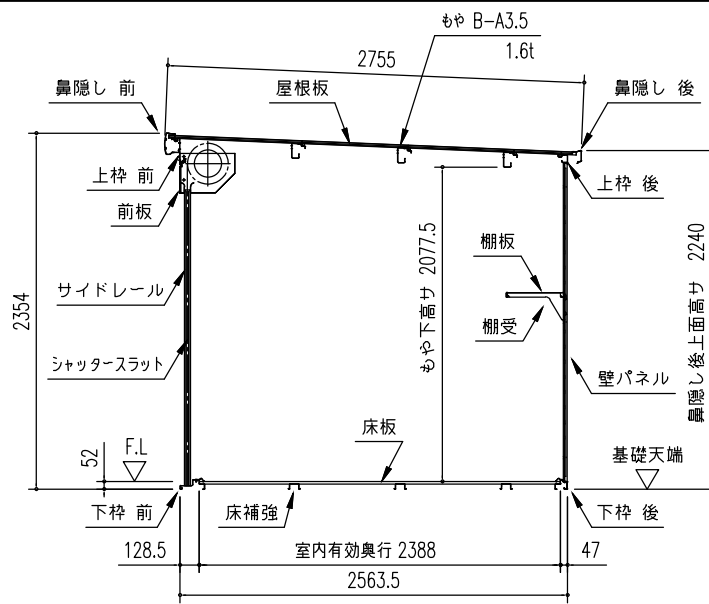 もや B-A3.5
1.6t
2755
鼻隠し 前
屋根板
鼻隠し 後
上枠 前
上枠 後
前板
もや下高サ 2077.5
棚板
棚受
鼻隠し後上面高サ 2240
2354
サイドレール
シャッタースラット
壁パネル
床板
F.L
52
基礎天端
下枠 前
床補強
下枠 後
128.5
室内有効奥行 2388
47
2563.5